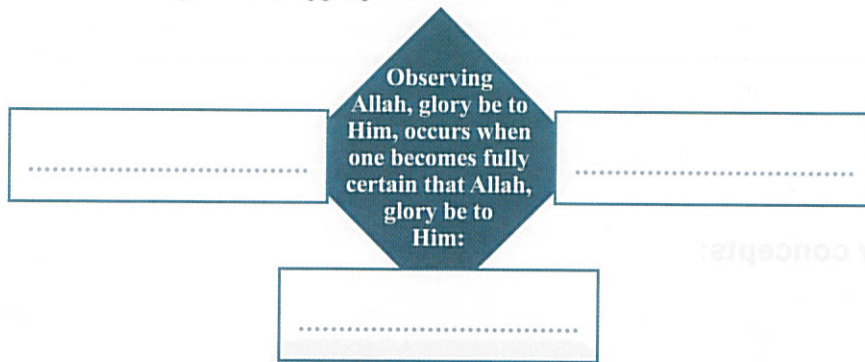 Observing
Allah, glory be to
Him, occurs when
one becomes fully
certain that Allah,
glory be to
Him:
..........................................
..........................................
..........................................
concepts: